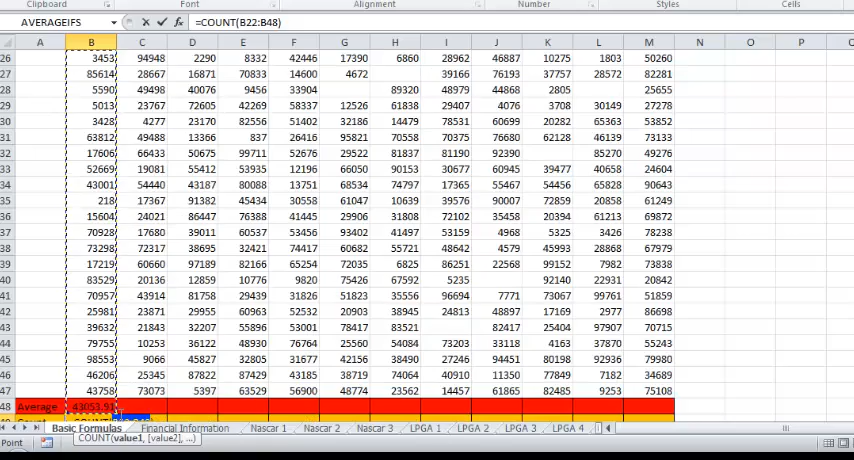 Clipboard Font Alignment Number Styles Cells
AVERAGEIFS =COUNT(B22:B48)
A B C D E F G H I J K L M N O P Q
26 3453 94948 2290 8332 42446 17390 6860 28962 46887 10275 1803 50260
27 85614 28667 16871 70833 14600 4672 39166 76193 37757 28572 82281
28 5590 49498 40076 9456 33904 89320 48979 44868 2805 25655
29 5013 23767 72605 42269 58337 12526 61838 29407 4076 3708 30149 27278
30 3428 4277 23170 82556 51402 32186 14479 78531 60699 20282 65363 53852
31 63812 49488 13366 837 26416 95821 70558 70375 76680 62128 46139 73133
32 17606 66433 50675 99711 52676 29522 81837 81190 92390 85270 49276
33 52669 19081 55412 53935 12196 66050 90153 30677 60945 39477 40658 24604
34 43001 54440 43187 80088 13751 68534 74797 17365 55467 54456 65828 90643
35 218 17367 91382 45434 30558 61047 10639 39576 90007 72859 20858 61249
36 15604 24021 86447 76388 41445 29906 31808 72102 35458 20394 61213 69872
37 70928 17680 39011 60537 53456 93402 41497 53159 4968 5325 3426 78238
38 73298 72317 38695 32421 74417 60682 55721 48642 4579 45993 28868 67979
39 17219 60660 97189 82166 65254 72035 6825 86251 22568 99152 7982 73838
40 83529 20136 12859 10776 9820 75426 67592 5235 92140 22931 20842
41 70957 43914 81758 29439 31826 51823 35556 96694 7771 73067 99761 51859
42 25981 23871 29955 60963 52532 20903 38945 24813 48897 17169 2977 86698
43 39632 21843 32207 55896 53001 78417 83521 82417 25404 97907 70715
44 79755 10253 36122 48930 76764 25560 54084 73203 33118 4163 37870 55243
45 98553 9066 45827 32805 31677 42156 38490 27246 94451 80198 92936 79980
46 46206 25345 87822 87429 43185 38719 74064 40910 11350 77849 7182 34689
47 43758 73073 5397 63529 56900 48774 23562 14457 61865 82485 9253 75108
48 Average 43053.91
49 Count
Basic Formulas Financial Information Nascar 1 Nascar 2 Nascar 3 LPGA 1 LPGA 2 LPGA 3 LPGA 4
COUNT(value1, [value2], ...)
Point